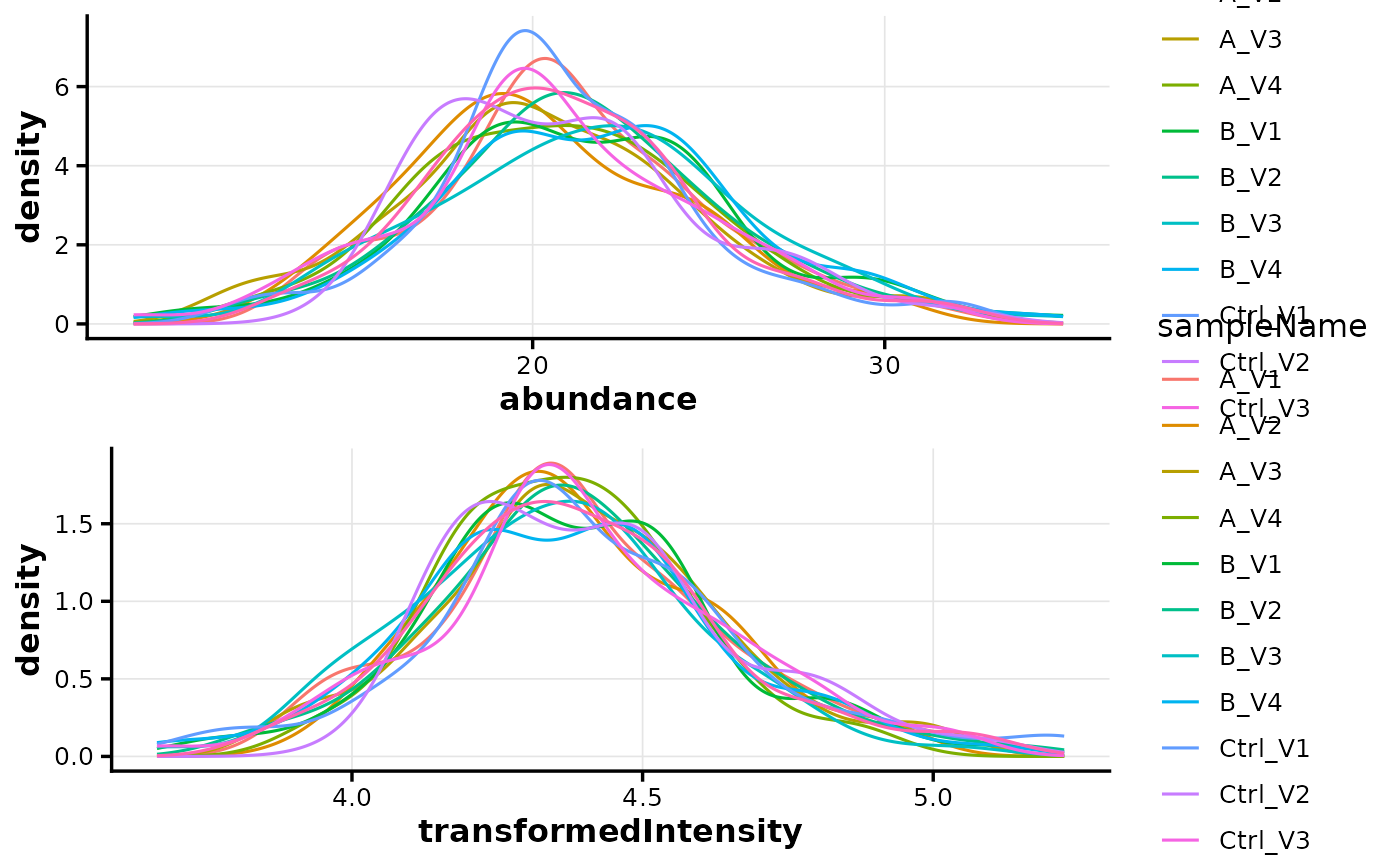 A_V2
A_V3
6
A_V4
density
B_V1
4
B_V2
B_V3
2
B_V4
0
Ctrl_V1
sampleName
20
30
Ctrl_V2
A_V1
abundance
Ctrl_V3
A_V2
A_V3
1.5
A_V4
density
B_V1
1.0
B_V2
B_V3
0.5
B_V4
0.0
Ctrl_V1
4.0
4.5
5.0
Ctrl_V2
transformedIntensity
Ctrl_V3